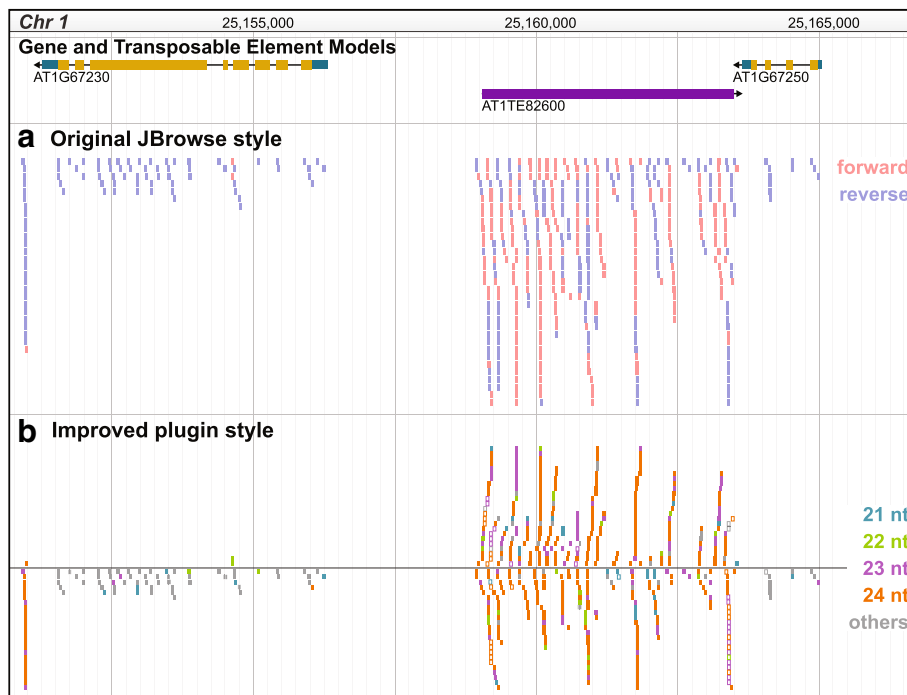 Chr 1 25,155,000 25,160,000 25,165,000
Gene and Transposable Element Models
AT1G67230 AT1G67250
AT1TE82600
a Original JBrowse style
forward
reverse
b Improved plugin style
21 nt
22 nt
23 nt
24 nt
others